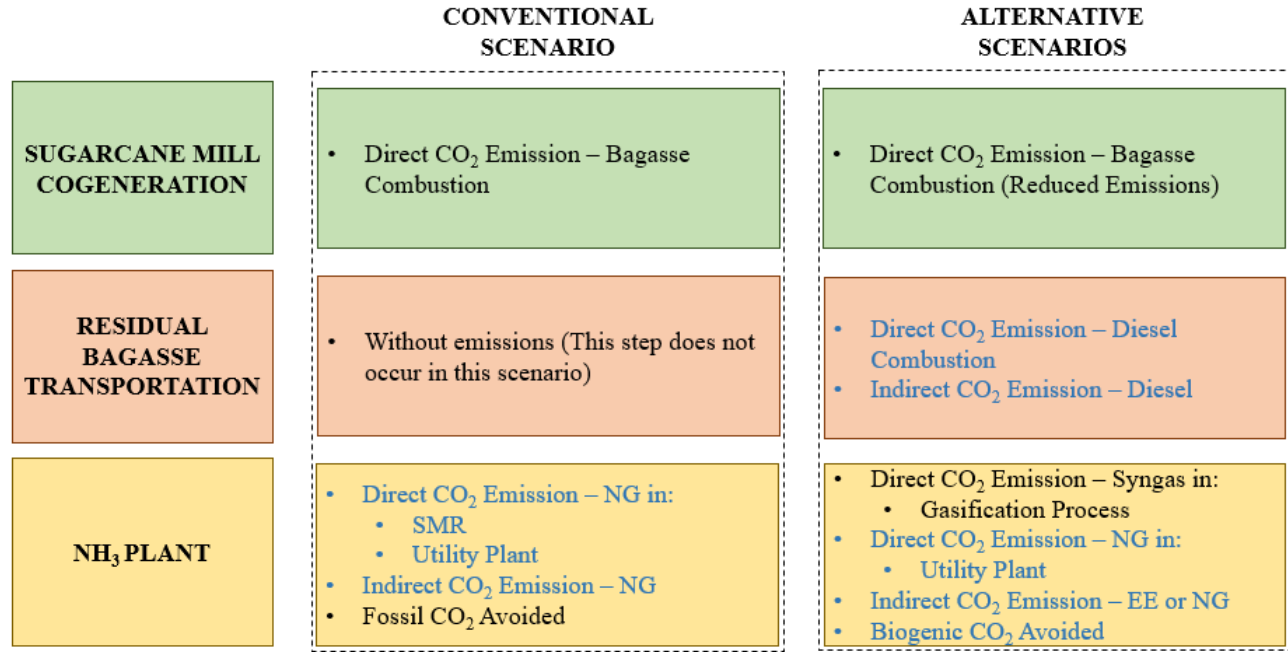 CONVENTIONAL
SCENARIO
ALTERNATIVE
SCENARIOS
SUGARCANE MILL
COGENERATION
• Direct CO₂ Emission – Bagasse
Combustion
• Direct CO₂ Emission – Bagasse
Combustion (Reduced Emissions)
RESIDUAL
BAGASSE
TRANSPORTATION
• Without emissions (This step does not
occur in this scenario)
• Direct CO₂ Emission – Diesel
Combustion
• Indirect CO₂ Emission – Diesel
NH₃ PLANT
• Direct CO₂ Emission – NG in:
• SMR
• Utility Plant
• Indirect CO₂ Emission – NG
• Fossil CO₂ Avoided
• Direct CO₂ Emission – Syngas in:
• Gasification Process
• Direct CO₂ Emission – NG in:
• Utility Plant
• Indirect CO₂ Emission – EE or NG
• Biogenic CO₂ Avoided